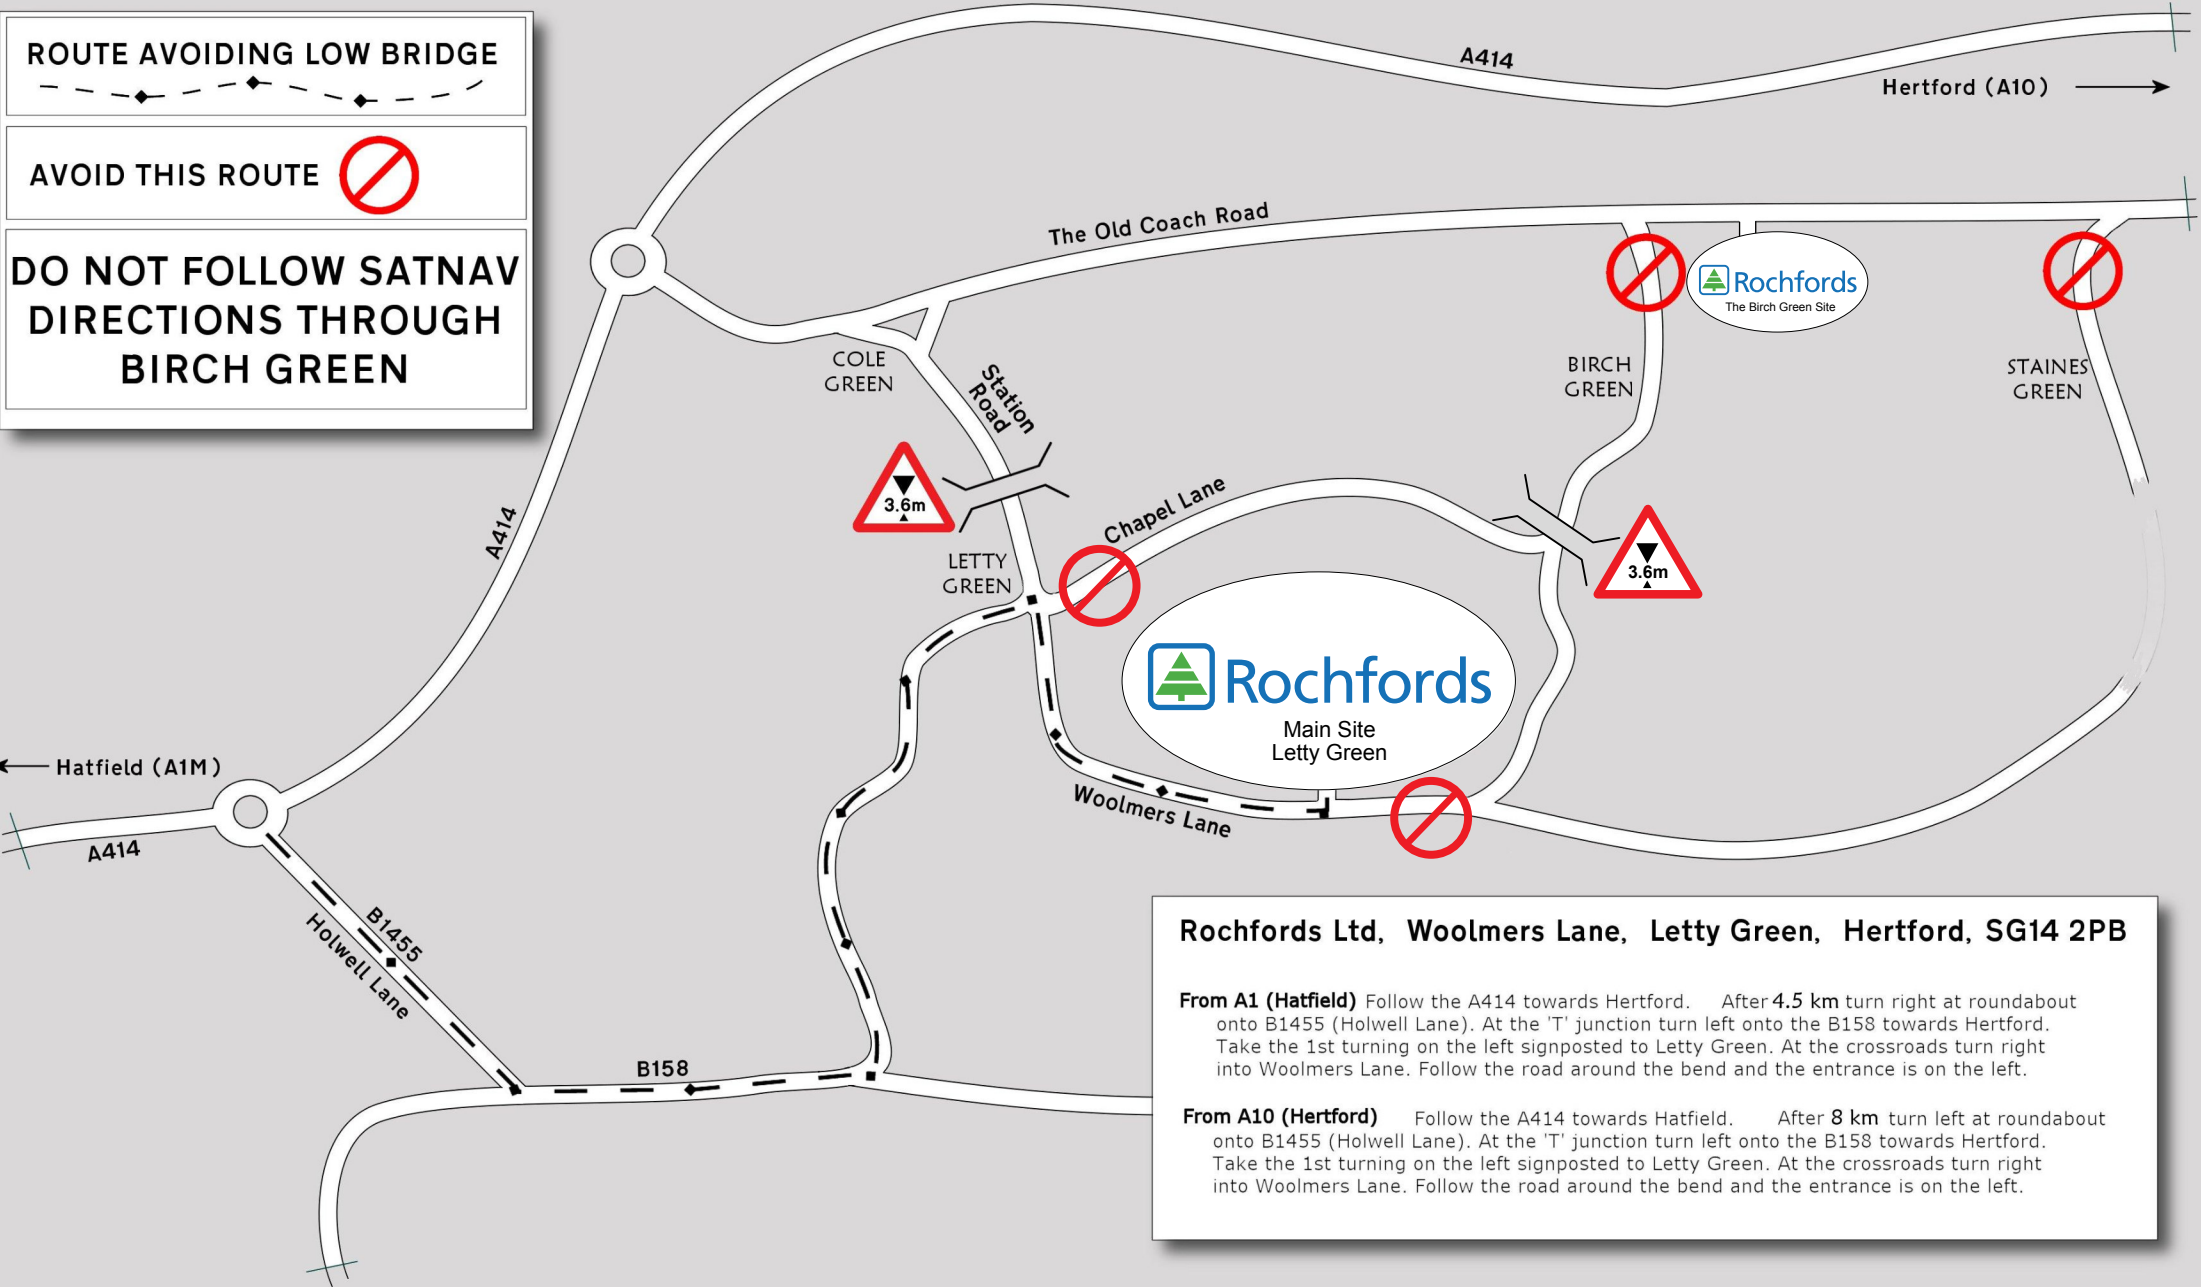 ROUTE AVOIDING LOW BRIDGE
AVOID THIS ROUTE
DO NOT FOLLOW SATNAV
DIRECTIONS THROUGH
BIRCH GREEN
A414
Hertford (A10)
The Old Coach Road
Rochfords
The Birch Green Site
COLE
GREEN
Station
Road
BIRCH
GREEN
STAINES
GREEN
3.6m
Chapel Lane
A414
LETTY
GREEN
3.6m
Rochfords
Main Site
Letty Green
Hatfield (A1M)
A414
Woolmers Lane
B1455
Holwell Lane
B158
Rochfords Ltd, Woolmers Lane, Letty Green, Hertford, SG14 2PB
From A1 (Hatfield) Follow the A414 towards Hertford. After 4.5 km turn right at roundabout
onto B1455 (Holwell Lane). At the 'T' junction turn left onto the B158 towards Hertford.
Take the 1st turning on the left signposted to Letty Green. At the crossroads turn right
into Woolmers Lane. Follow the road around the bend and the entrance is on the left.
From A10 (Hertford) Follow the A414 towards Hatfield. After 8 km turn left at roundabout
onto B1455 (Holwell Lane). At the 'T' junction turn left onto the B158 towards Hertford.
Take the 1st turning on the left signposted to Letty Green. At the crossroads turn right
into Woolmers Lane. Follow the road around the bend and the entrance is on the left.